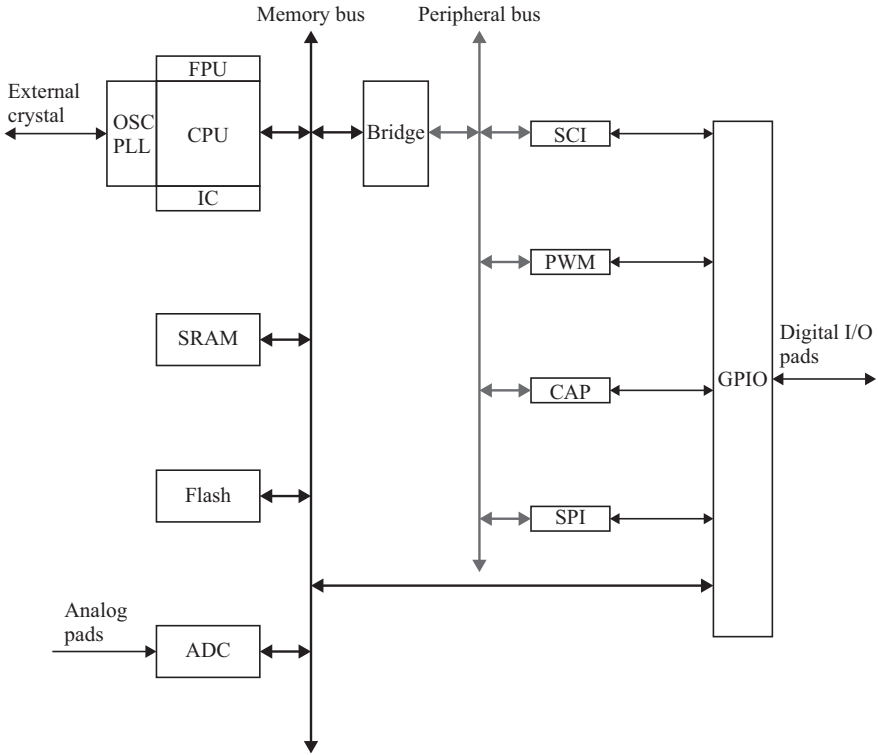 Memory bus
Peripheral bus
External
crystal
OSC
PLL
FPU
CPU
IC
Bridge
SCI
PWM
SRAM
Digital I/O
pads
GPIO
CAP
Flash
SPI
Analog
pads
ADC